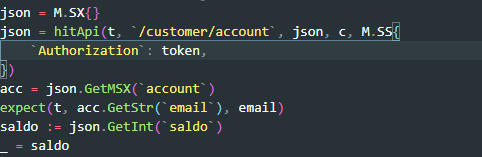 json = M.SX{}
json = hitApi(t, `/customer/account`, json, c, M.SS{
    `Authorization`: token,
})
acc = json.GetMSX(`account`)
expect(t, acc.GetStr(`email`), email)
saldo := json.GetInt(`saldo`)
_ = saldo